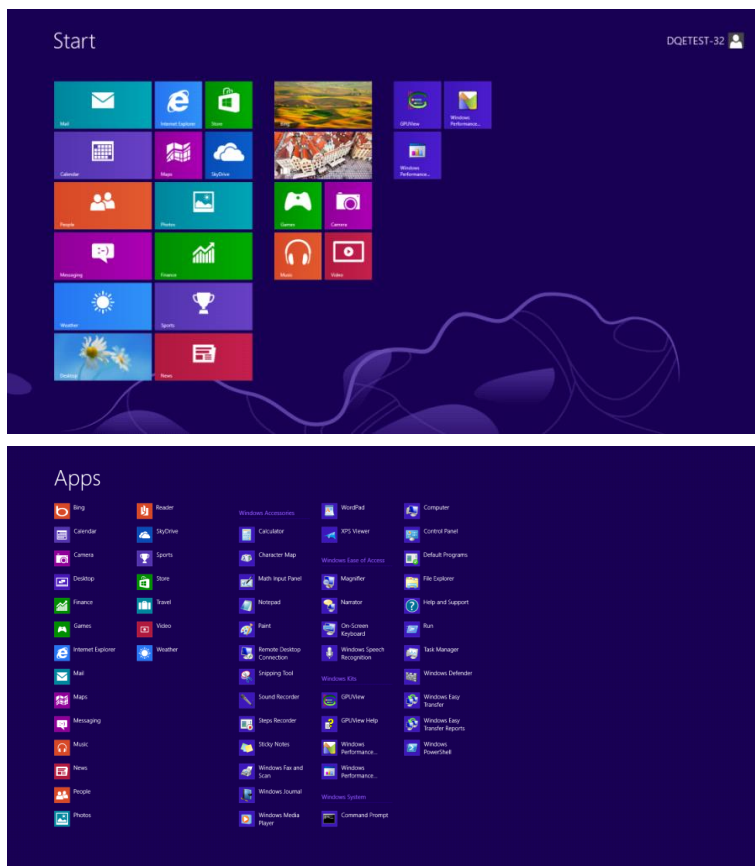 Start
DQETEST-32
Mail
Internet Explorer
Store
Bing
GPUView
Windows
Performance...
Calendar
Maps
SkyDrive
Windows
Performance...
People
Photos
Games
Camera
Messaging
Finance
Music
Video
Weather
Sports
Desktop
News
Apps
Bing
Calendar
Camera
Desktop
Finance
Games
Internet Explorer
Mail
Maps
Messaging
Music
News
People
Photos
Reader
SkyDrive
Sports
Store
Travel
Video
Weather
Windows Accessories
Calculator
Character Map
Math Input Panel
Notepad
Paint
Remote Desktop
Connection
Snipping Tool
Sound Recorder
Steps Recorder
Sticky Notes
Windows Fax and
Scan
Windows Journal
Windows Media
Player
WordPad
XPS Viewer
Windows Ease of Access
Magnifier
Narrator
On-Screen
Keyboard
Windows Speech
Recognition
Windows Kits
GPUView
GPUView Help
Windows
Performance...
Windows
Performance...
Windows System
Command Prompt
Computer
Control Panel
Default Programs
File Explorer
Help and Support
Run
Task Manager
Windows Defender
Windows Easy
Transfer
Windows Easy
Transfer Reports
Windows
PowerShell